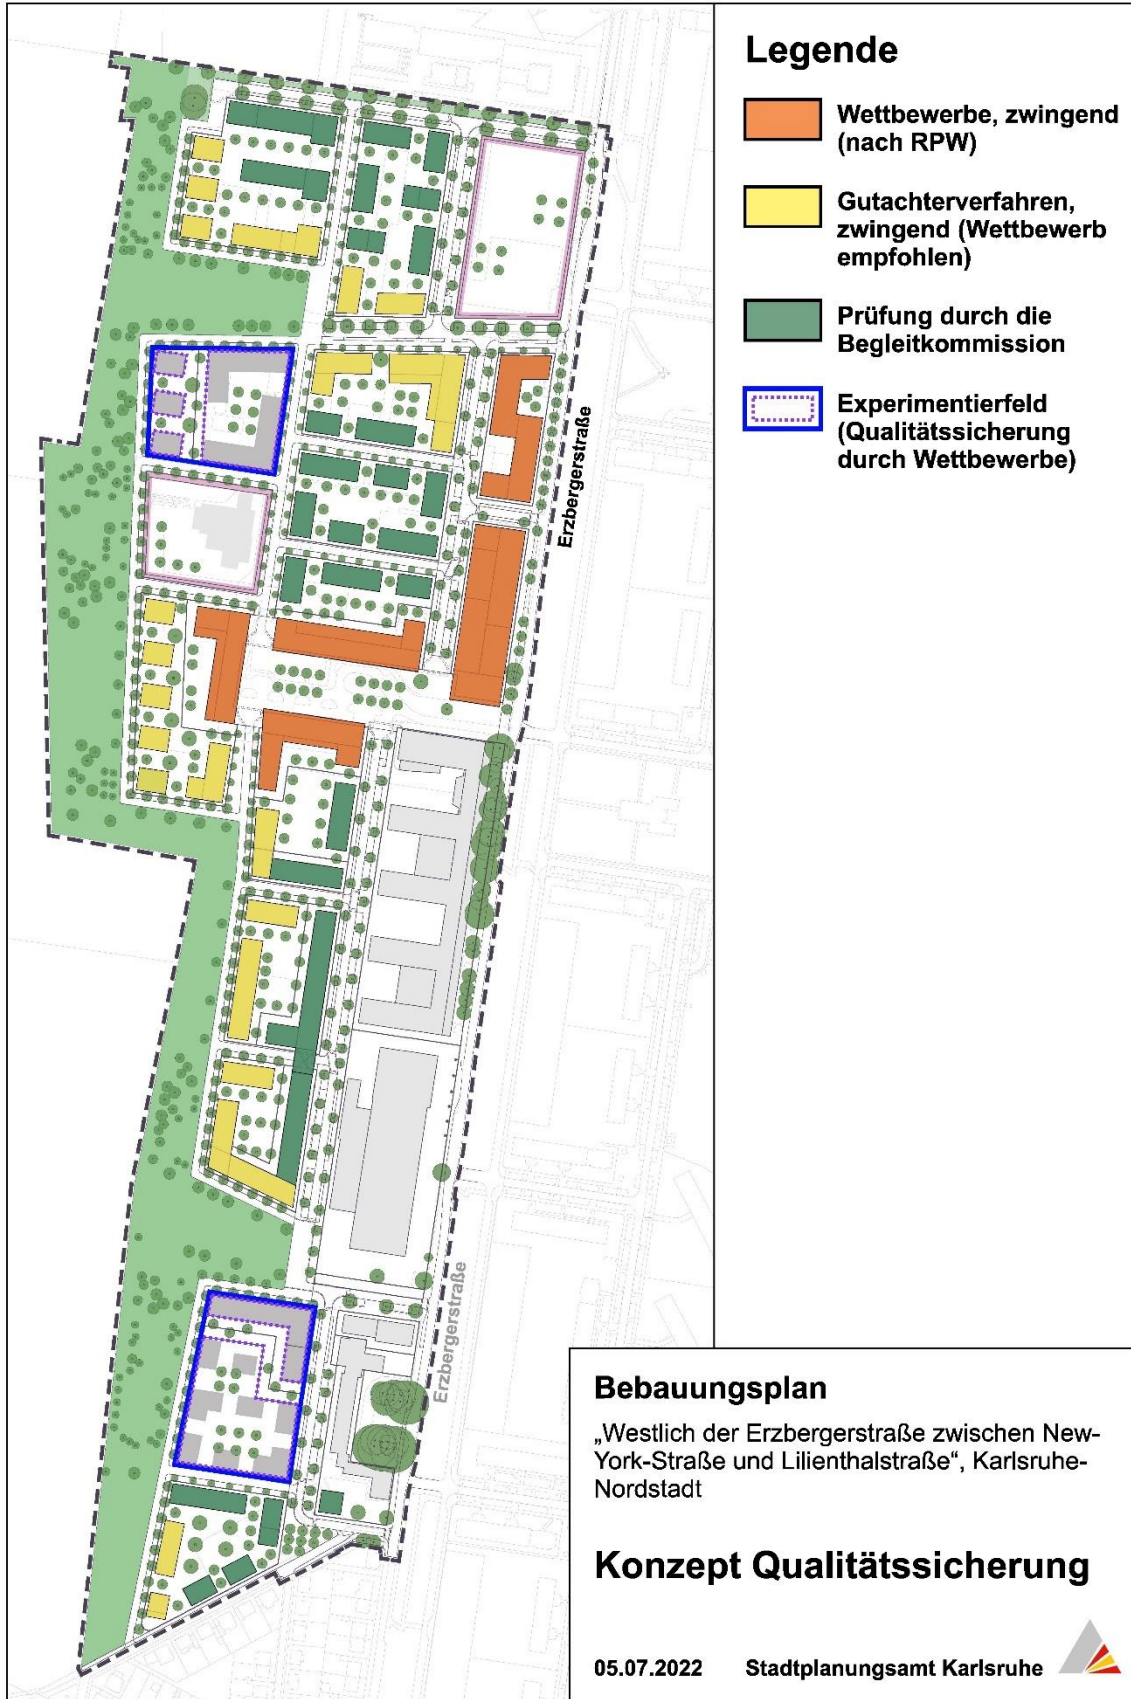 Legende
Wettbewerbe, zwingend
(nach RPW)
Gutachterverfahren,
zwingend (Wettbewerb
empfohlen)
Prüfung durch die
Begleitkommission
Experimentierfeld
(Qualitätssicherung
durch Wettbewerbe)
Erzbergerstraße
Erzbergerstraße
Bebauungsplan
„Westlich der Erzbergerstraße zwischen New-
York-Straße und Lilienthalstraße“, Karlsruhe-
Nordstadt
Konzept Qualitätssicherung
05.07.2022 Stadtplanungsamt Karlsruhe